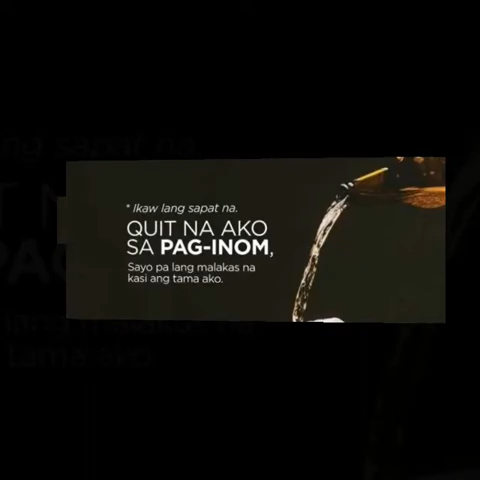 * Ikaw lang sapat na.
QUIT NA AKO
SA PAG-INOM,
Sayo pa lang malakas na
kasi ang tama ako.